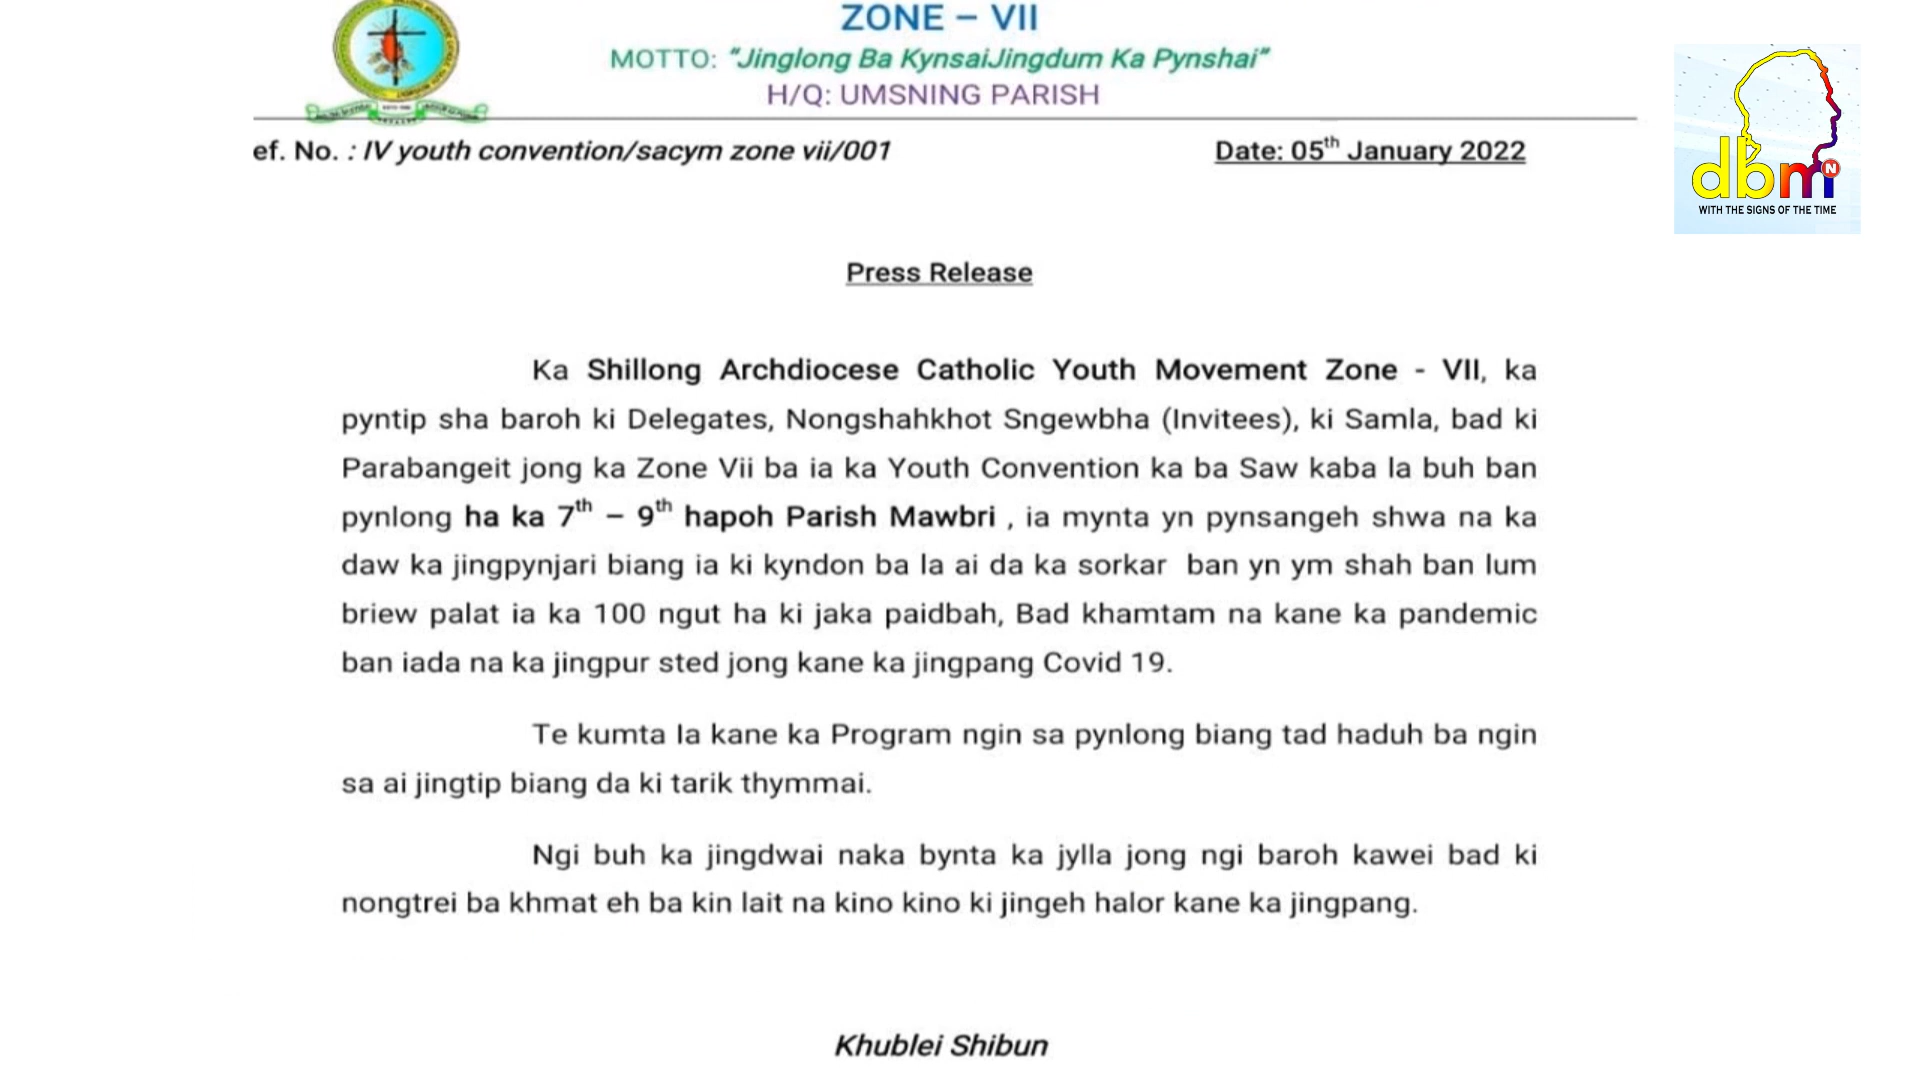 ZONE – VII
MOTTO: "Jinglong Ba KynsaiJingdum Ka Pynshai"
H/Q: UMSNING PARISH
ef. No. : IV youth convention/sacym zone vii/001
Date: 05th January 2022
dbm N
WITH THE SIGNS OF THE TIME
Press Release
Ka Shillong Archdiocese Catholic Youth Movement Zone - VII, ka
pyntip sha baroh ki Delegates, Nongshahkhot Sngewbha (Invitees), ki Samla, bad ki
Parabangeit jong ka Zone Vii ba ia ka Youth Convention ka ba Saw kaba la buh ban
pynlong ha ka 7th – 9th hapoh Parish Mawbri , ia mynta yn pynsangeh shwa na ka
daw ka jingpynjari biang ia ki kyndon ba la ai da ka sorkar ban yn ym shah ban lum
briew palat ia ka 100 ngut ha ki jaka paidbah, Bad khamtam na kane ka pandemic
ban iada na ka jingpur sted jong kane ka jingpang Covid 19.
Te kumta Ia kane ka Program ngin sa pynlong biang tad haduh ba ngin
sa ai jingtip biang da ki tarik thymmai.
Ngi buh ka jingdwai naka bynta ka jylla jong ngi baroh kawei bad ki
nongtrei ba khmat eh ba kin lait na kino kino ki jingeh halor kane ka jingpang.
Khublei Shibun